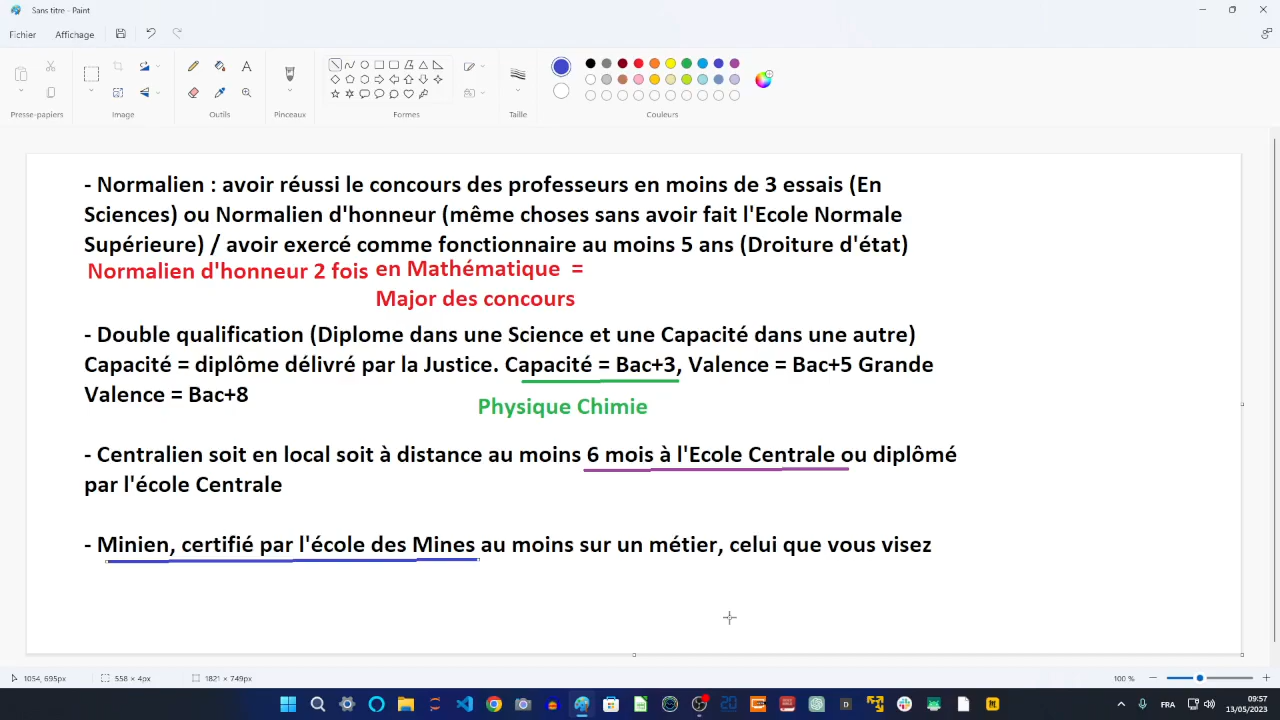 Sans titre - Paint
Fichier Affichage
Presse-papiers Image Outils Pinceaux Formes Taille Couleurs
- Normalien : avoir réussi le concours des professeurs en moins de 3 essais (En
Sciences) ou Normalien d'honneur (même choses sans avoir fait l'Ecole Normale
Supérieure) / avoir exercé comme fonctionnaire au moins 5 ans (Droiture d'état)
Normalien d'honneur 2 fois en Mathématique =
Major des concours
- Double qualification (Diplome dans une Science et une Capacité dans une autre)
Capacité = diplôme délivré par la Justice. Capacité = Bac+3, Valence = Bac+5 Grande
Valence = Bac+8
Physique Chimie
- Centralien soit en local soit à distance au moins 6 mois à l'Ecole Centrale ou diplômé
par l'école Centrale
- Minien, certifié par l'école des Mines au moins sur un métier, celui que vous visez
1054, 695px 558 × 4px 1821 × 749px 100 %
FRA 09:57
13/05/2023